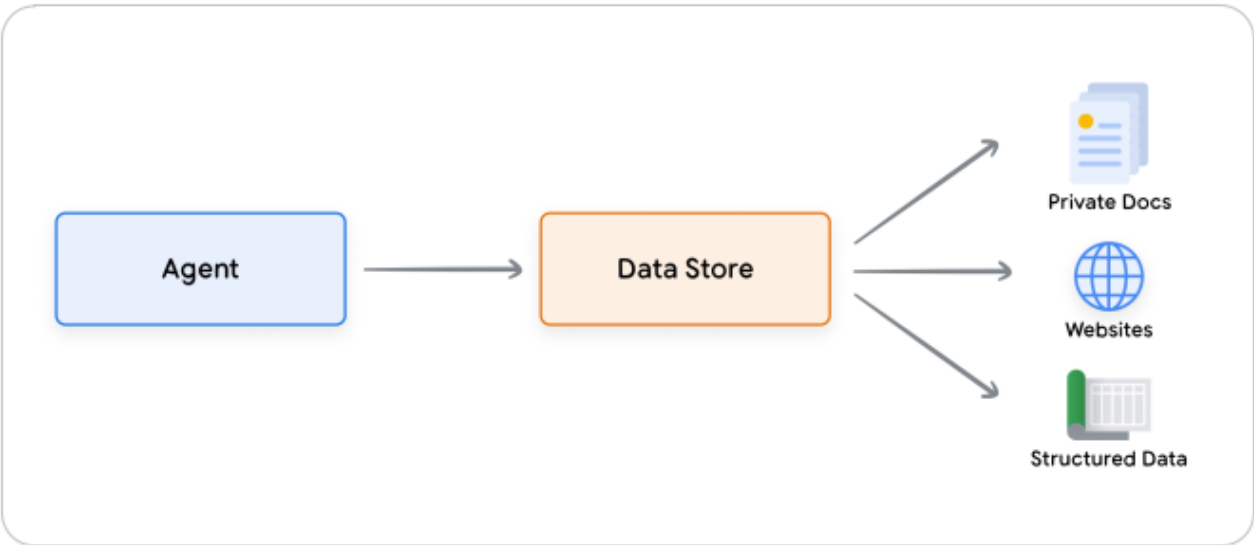 Agent
Data Store
Private Docs
Websites
Structured Data